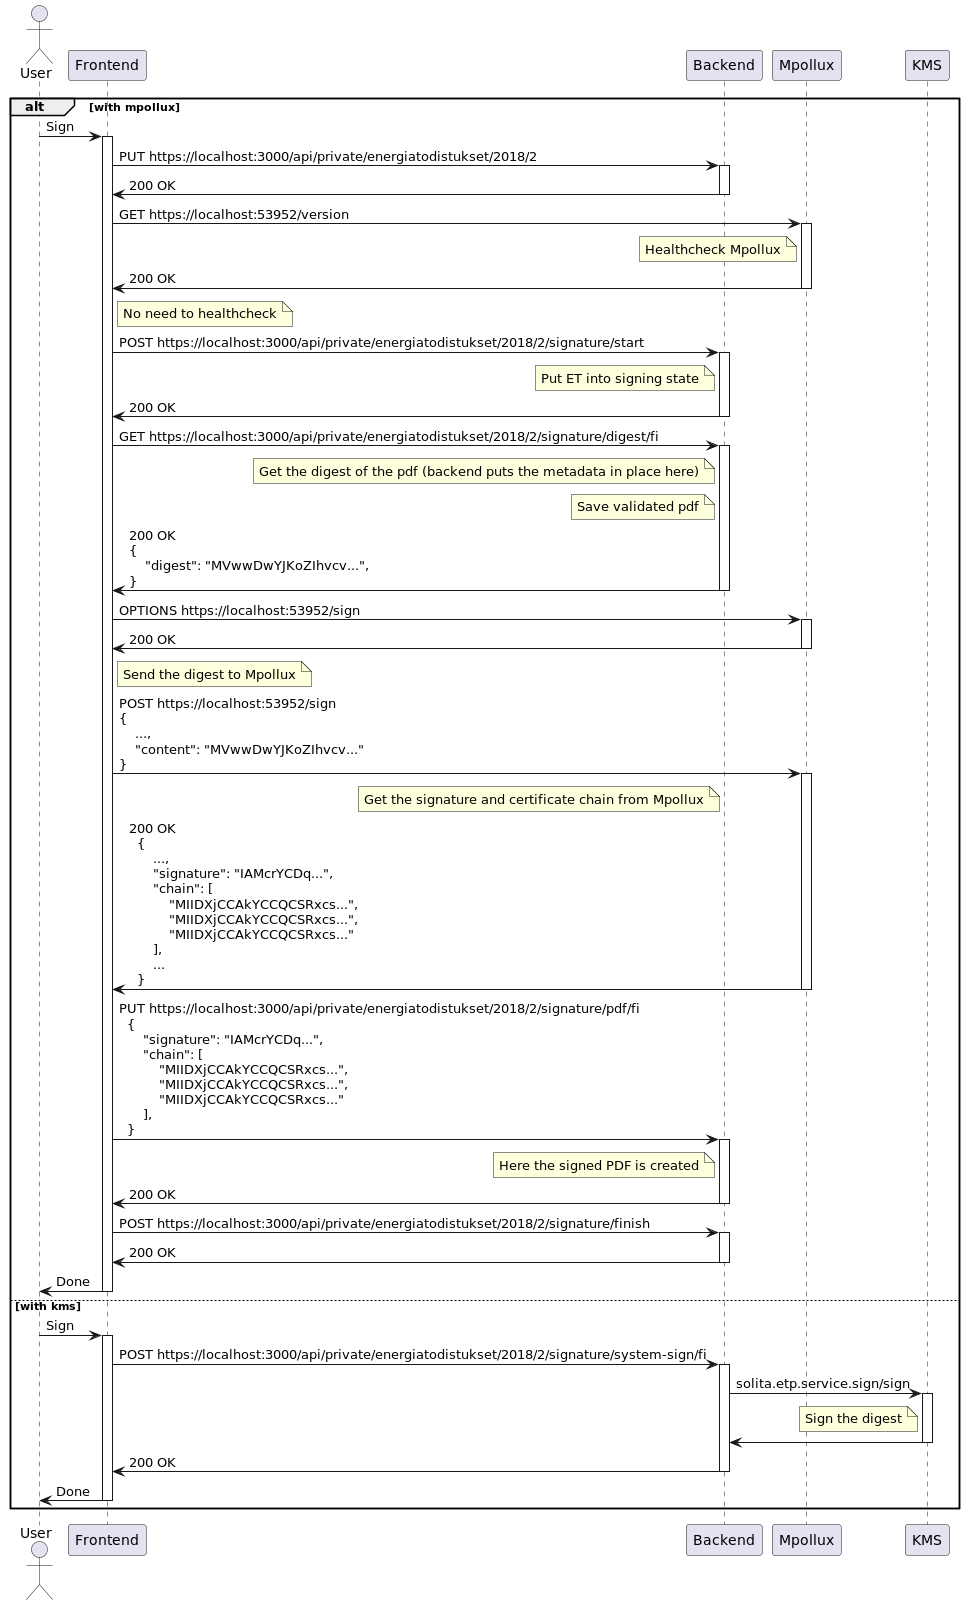 User
Frontend
Backend
Mpollux
KMS
alt
[with mpollux]
Sign
PUT https://localhost:3000/api/private/energiatodistukset/2018/2
200 OK
GET https://localhost:53952/version
Healthcheck Mpollux
200 OK
No need to healthcheck
POST https://localhost:3000/api/private/energiatodistukset/2018/2/signature/start
Put ET into signing state
200 OK
GET https://localhost:3000/api/private/energiatodistukset/2018/2/signature/digest/fi
Get the digest of the pdf (backend puts the metadata in place here)
Save validated pdf
200 OK
{
"digest": "MVwwDwYJKoZIhvcv...",
}
OPTIONS https://localhost:53952/sign
200 OK
Send the digest to Mpollux
POST https://localhost:53952/sign
{
...,
"content": "MVwwDwYJKoZIhvcv..."
}
Get the signature and certificate chain from Mpollux
200 OK
{
...,
"signature": "IAMcrYCDq...",
"chain": [
"MIIDXjCCAkYCCQCSRxcs...",
"MIIDXjCCAkYCCQCSRxcs...",
"MIIDXjCCAkYCCQCSRxcs..."
],
...
}
PUT https://localhost:3000/api/private/energiatodistukset/2018/2/signature/pdf/fi
{
"signature": "IAMcrYCDq...",
"chain": [
"MIIDXjCCAkYCCQCSRxcs...",
"MIIDXjCCAkYCCQCSRxcs...",
"MIIDXjCCAkYCCQCSRxcs..."
],
}
Here the signed PDF is created
200 OK
POST https://localhost:3000/api/private/energiatodistukset/2018/2/signature/finish
200 OK
Done
[with kms]
Sign
POST https://localhost:3000/api/private/energiatodistukset/2018/2/signature/system-sign/fi
solita.etp.service.sign/sign
Sign the digest
200 OK
Done
User
Frontend
Backend
Mpollux
KMS